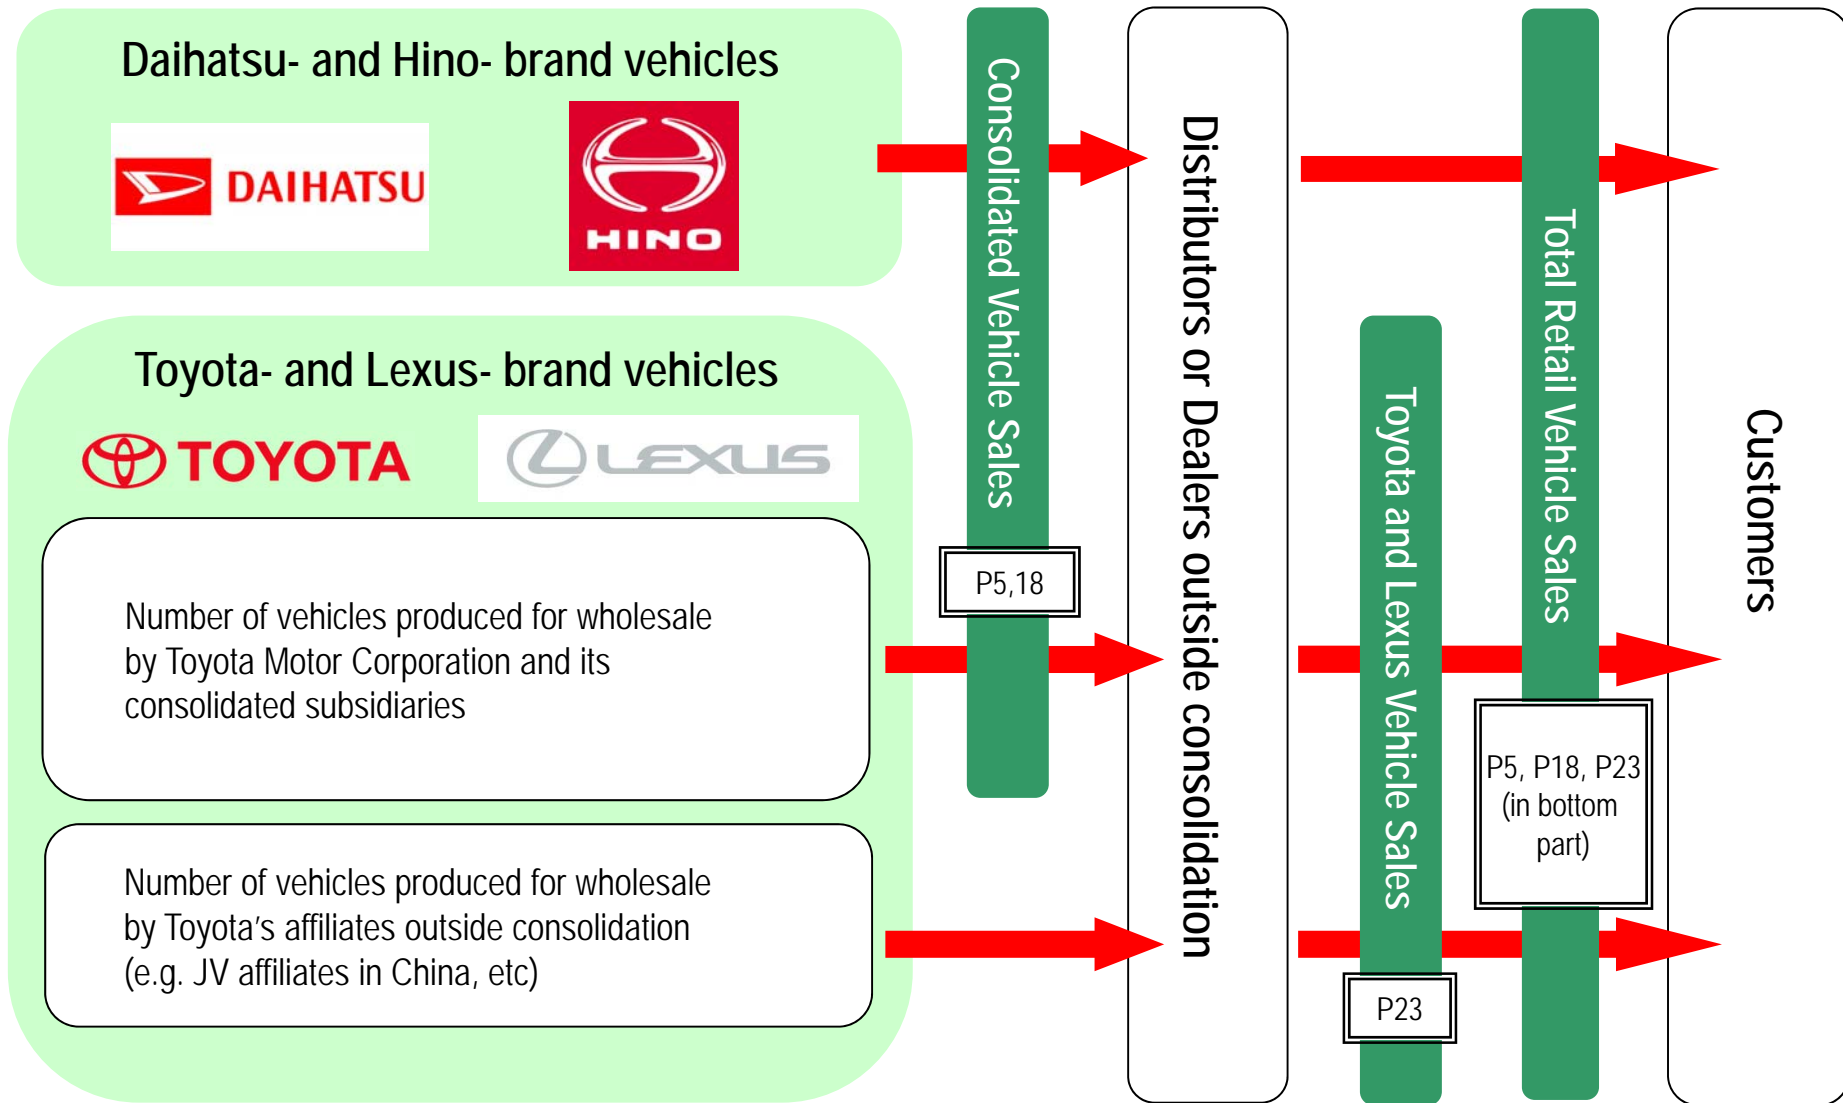 Daihatsu- and Hino- brand vehicles
DAIHATSU
HINO
Toyota- and Lexus- brand vehicles
TOYOTA
LEXUS
Number of vehicles produced for wholesale
by Toyota Motor Corporation and its
consolidated subsidiaries
Number of vehicles produced for wholesale
by Toyota’s affiliates outside consolidation
(e.g. JV affiliates in China, etc)
Consolidated Vehicle Sales
P5,18
Distributors or Dealers outside consolidation
Toyota and Lexus Vehicle Sales
P23
Total Retail Vehicle Sales
P5, P18, P23
(in bottom
part)
Customers